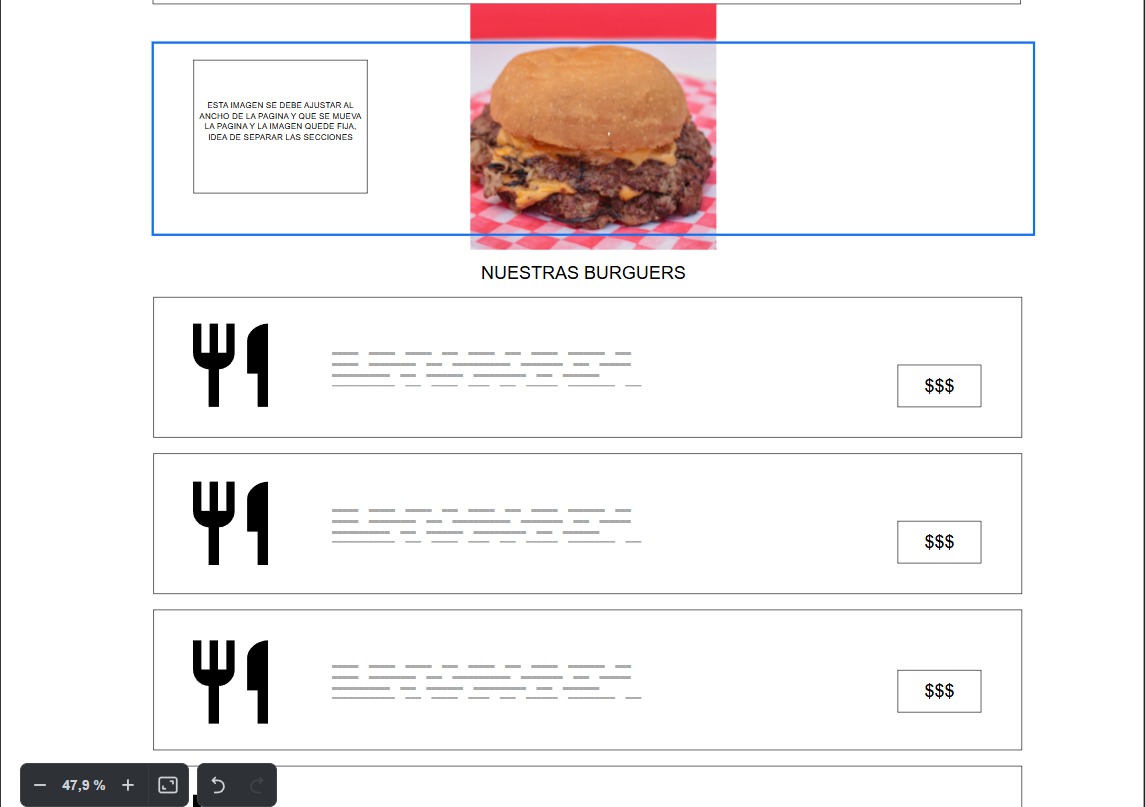 ESTA IMAGEN SE DEBE AJUSTAR AL
ANCHO DE LA PAGINA Y QUE SE MUEVA
LA PAGINA Y LA IMAGEN QUEDE FIJA,
IDEA DE SEPARAR LAS SECCIONES
NUESTRAS BURGUERS
$$$
$$$
$$$
47,9 %